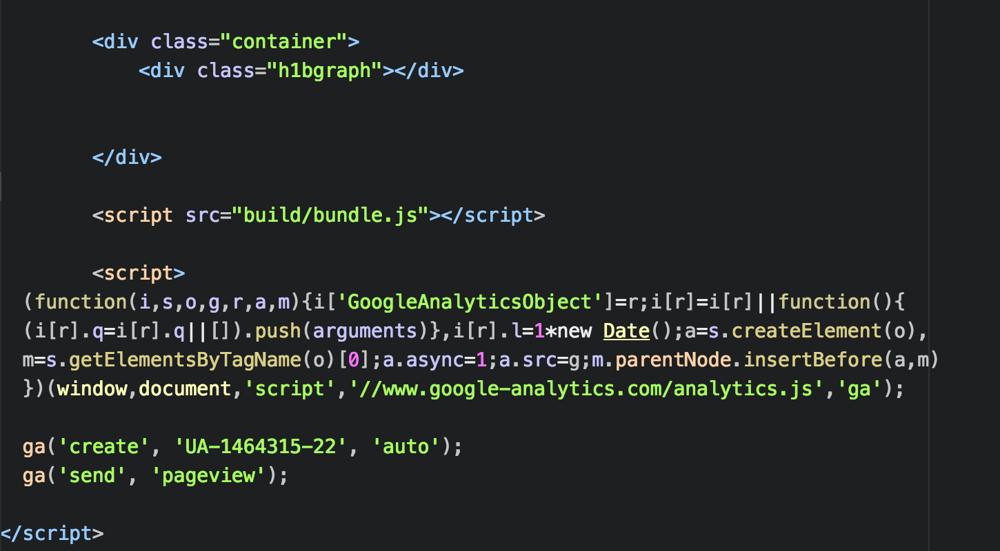 <div class="container">
<div class="h1bgraph"></div>
</div>
<script src="build/bundle.js"></script>
<script>
(function(i,s,o,g,r,a,m){i['GoogleAnalyticsObject']=r;i[r]=i[r]||function(){
(i[r].q=i[r].q||[]).push(arguments)},i[r].l=1*new Date();a=s.createElement(o),
m=s.getElementsByTagName(o)[0];a.async=1;a.src=g;m.parentNode.insertBefore(a,m)
})(window,document,'script','//www.google-analytics.com/analytics.js','ga');
ga('create', 'UA-1464315-22', 'auto');
ga('send', 'pageview');
</script>